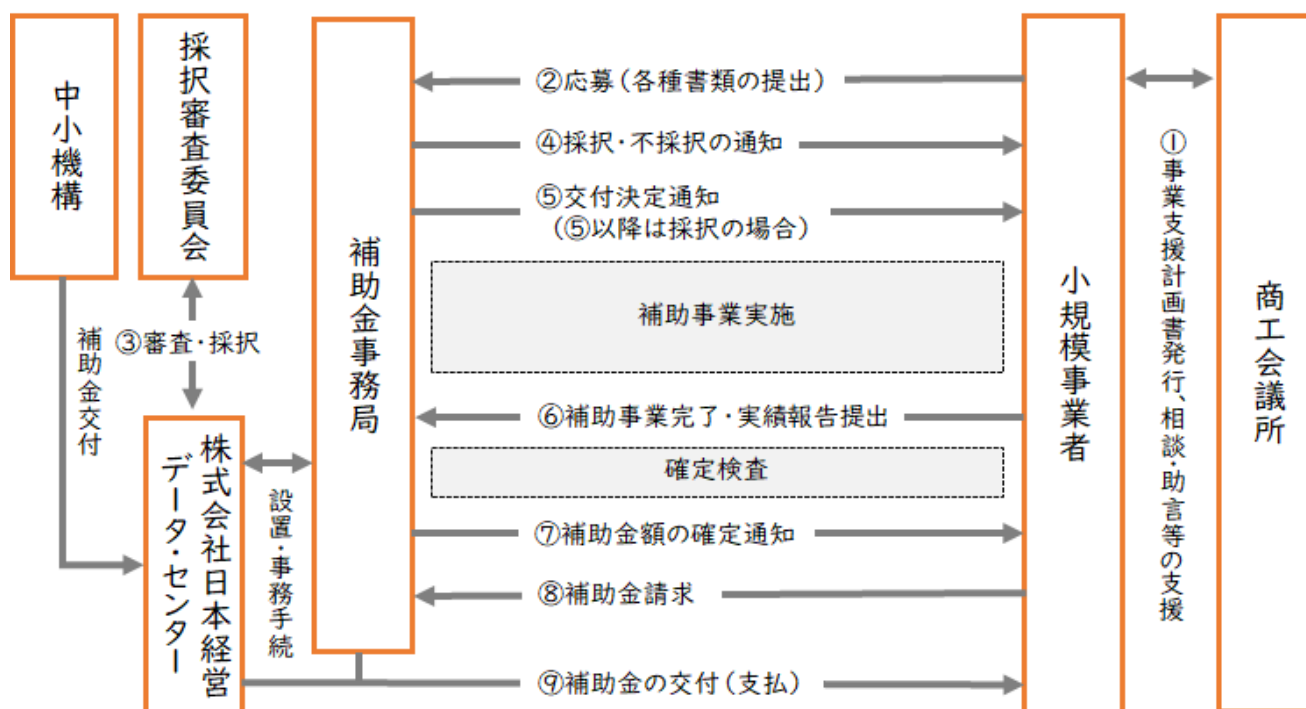 中小機構
採択審査委員会
補助金事務局
小規模事業者
商工会議所
①事業支援計画書発行、相談・助言等の支援
②応募(各種書類の提出)
③審査・採択
④採択・不採択の通知
⑤交付決定通知
(⑤以降は採択の場合)
補助事業実施
⑥補助事業完了・実績報告提出
確定検査
⑦補助金額の確定通知
⑧補助金請求
⑨補助金の交付(支払)
補助金交付
株式会社日本経営
データ・センター
設置・事務手続